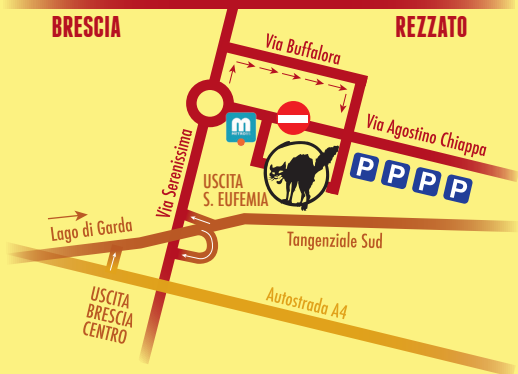 BRESCIA
REZZATO
Via Buffalora
Via Agostino Chiappa
m
P P P P
Via Serenissima
USCITA
S. EUFEMIA
Lago di Garda
Tangenziale Sud
USCITA
BRESCIA
CENTRO
Autostrada A4